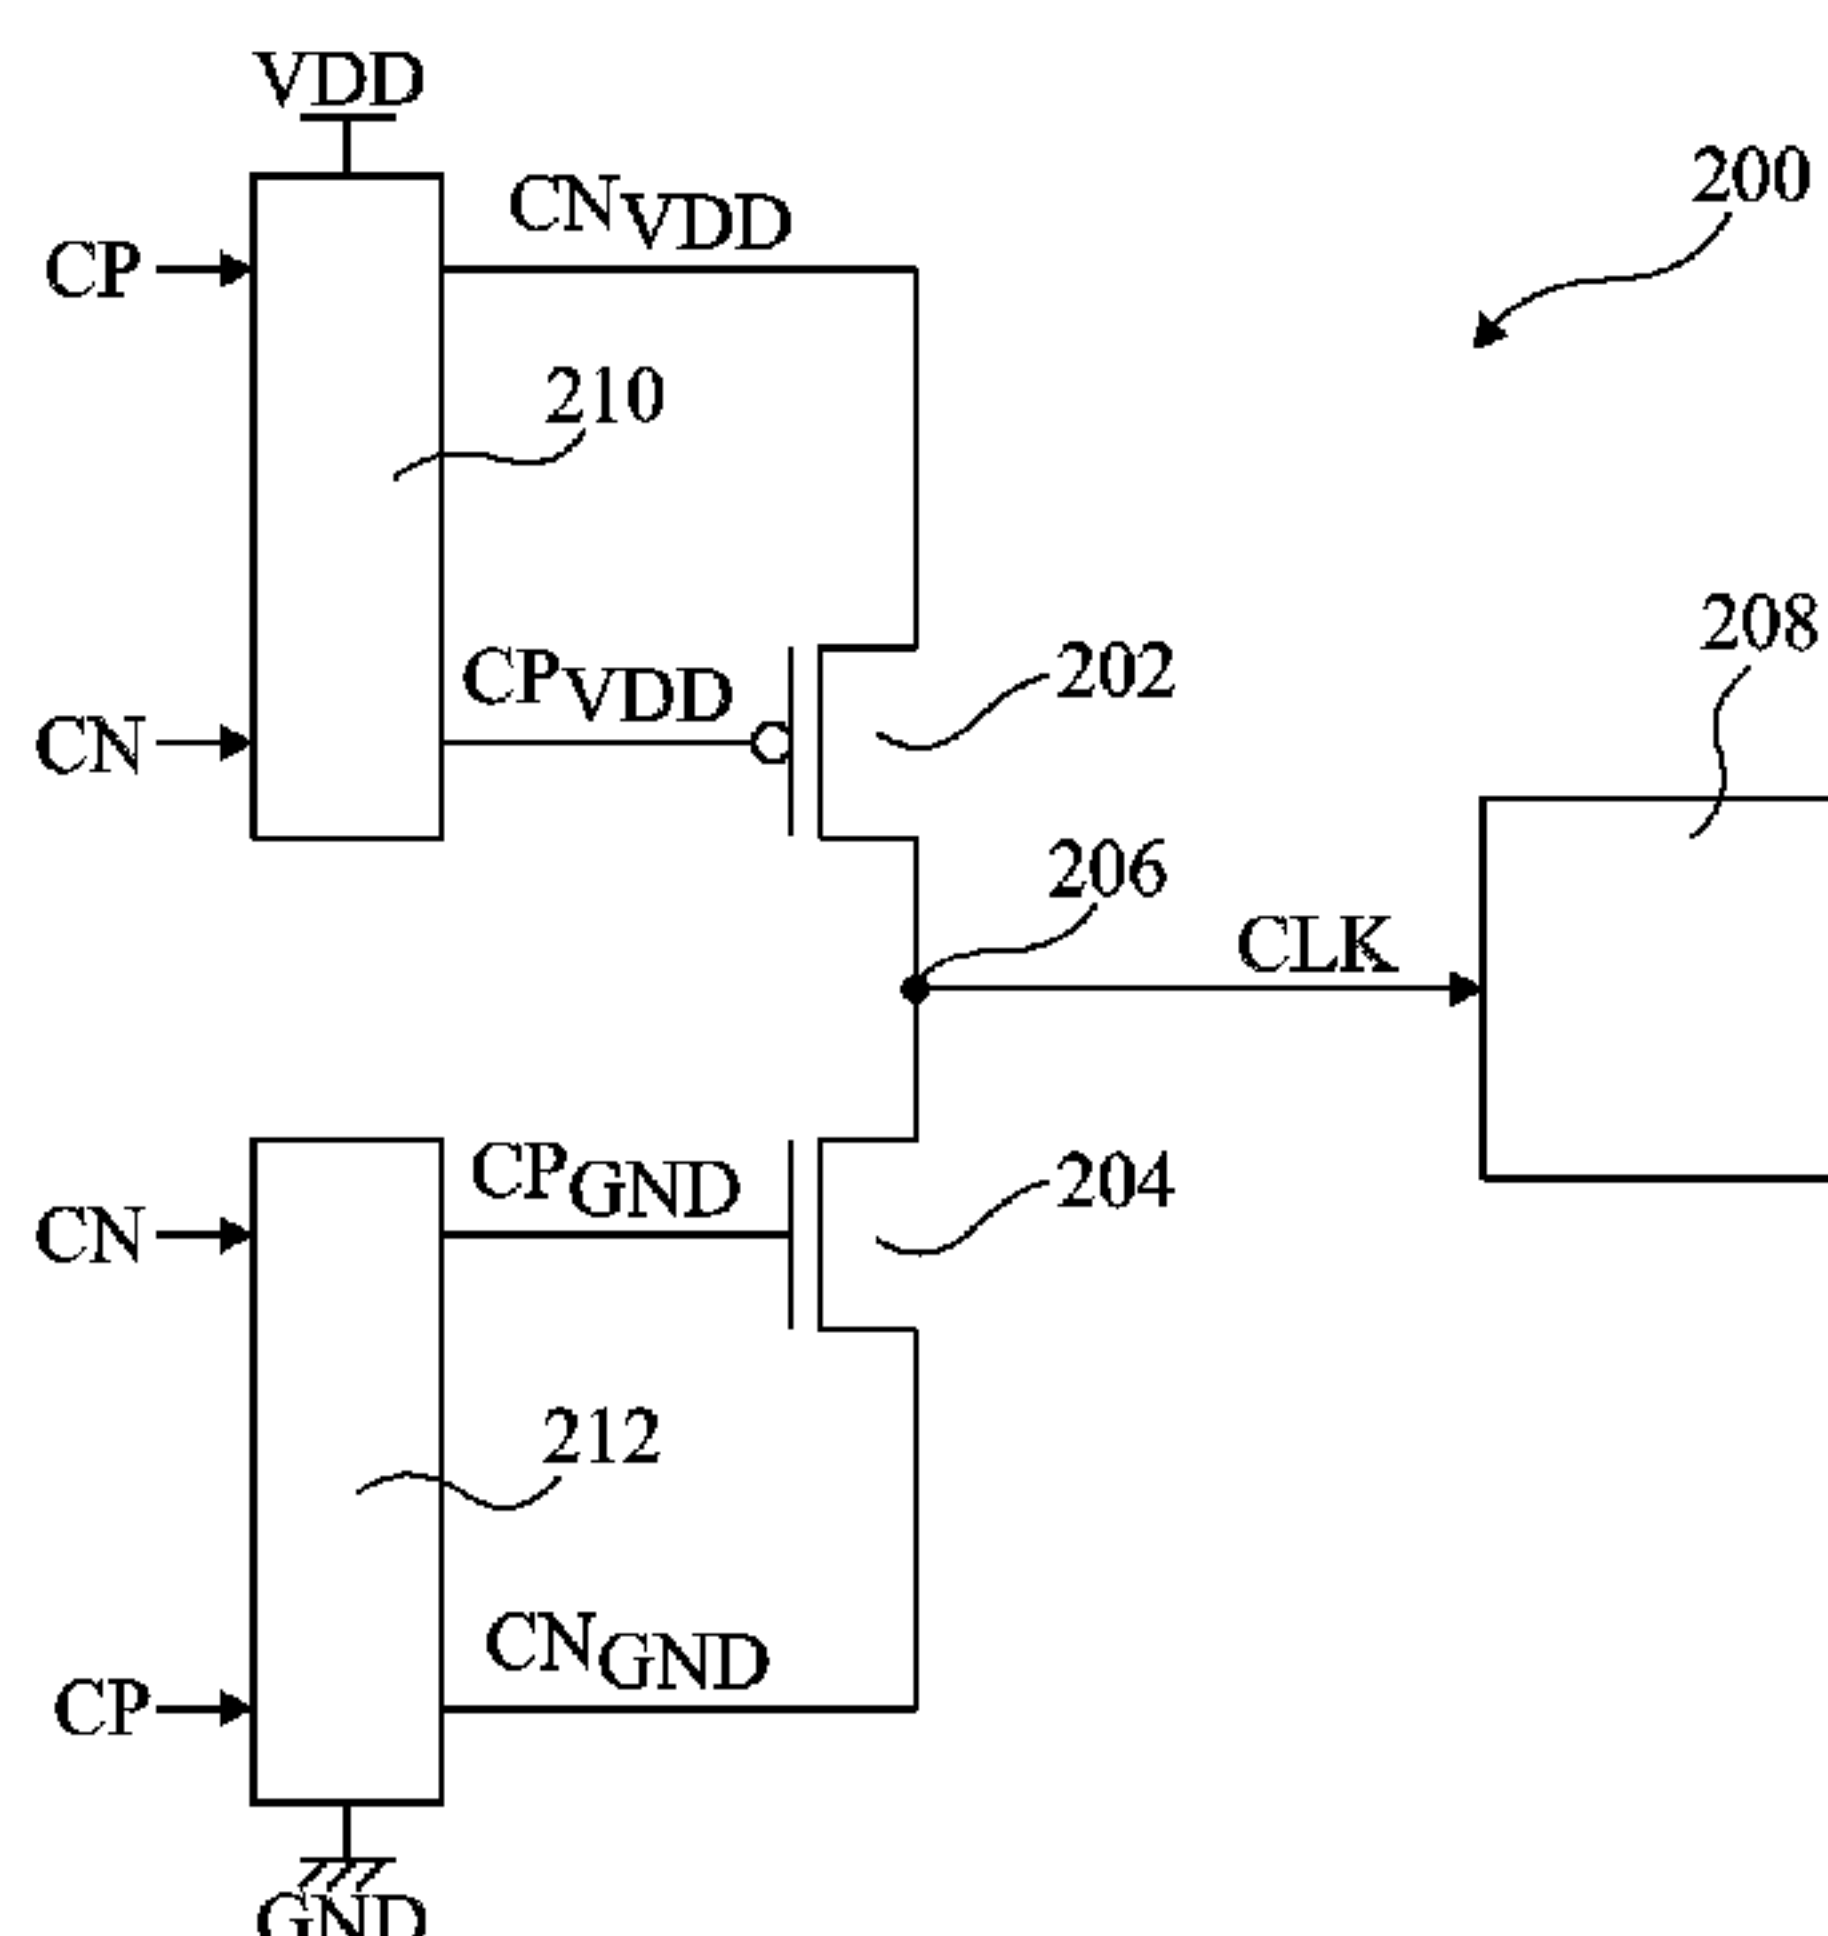 VDD
CNVDD
200
CP
210
208
CPVDD
202
CN
206
CLK
CPGND
204
CN
212
CNGND
CP
GND